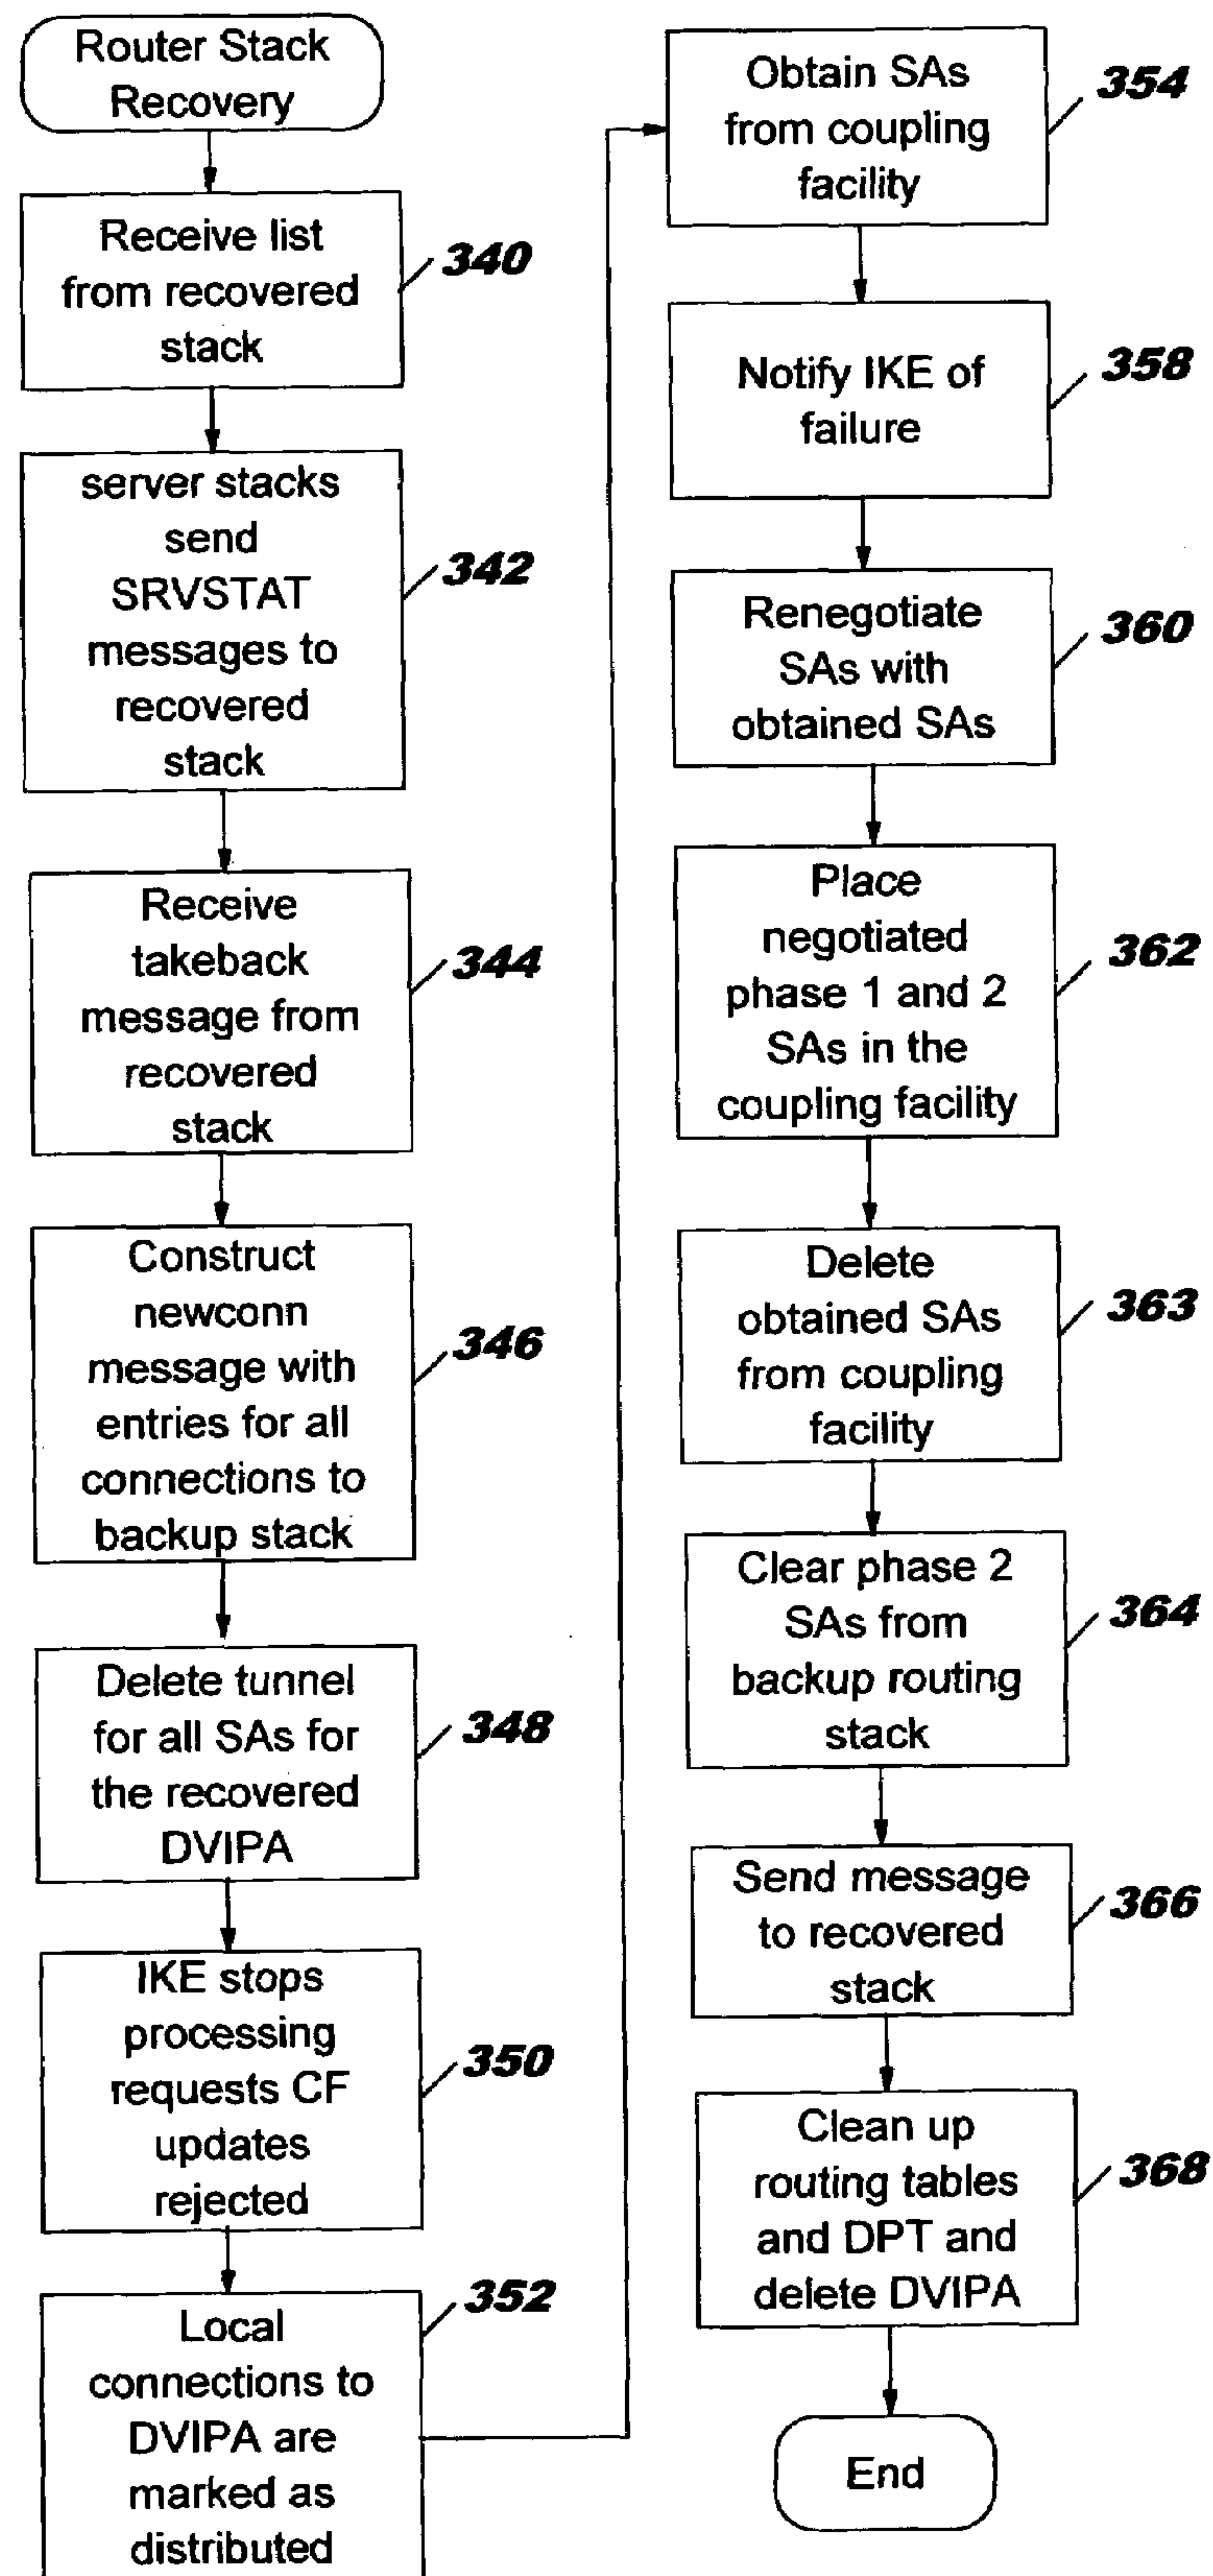 Router Stack
Recovery
Receive list
from recovered
stack
340
server stacks
send
SRVSTAT
messages to
recovered
stack
342
Receive
takeback
message from
recovered
stack
344
Construct
newconn
message with
entries for all
connections to
backup stack
346
Delete tunnel
for all SAs for
the recovered
DVIPA
348
IKE stops
processing
requests CF
updates
rejected
350
Local
connections to
DVIPA are
marked as
distributed
352
Obtain SAs
from coupling
facility
354
Notify IKE of
failure
358
Renegotiate
SAs with
obtained SAs
360
Place
negotiated
phase 1 and 2
SAs in the
coupling facility
362
Delete
obtained SAs
from coupling
facility
363
Clear phase 2
SAs from
backup routing
stack
364
Send message
to recovered
stack
366
Clean up
routing tables
and DPT and
delete DVIPA
368
End